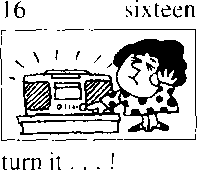 16 sixteen
turn it . . . !